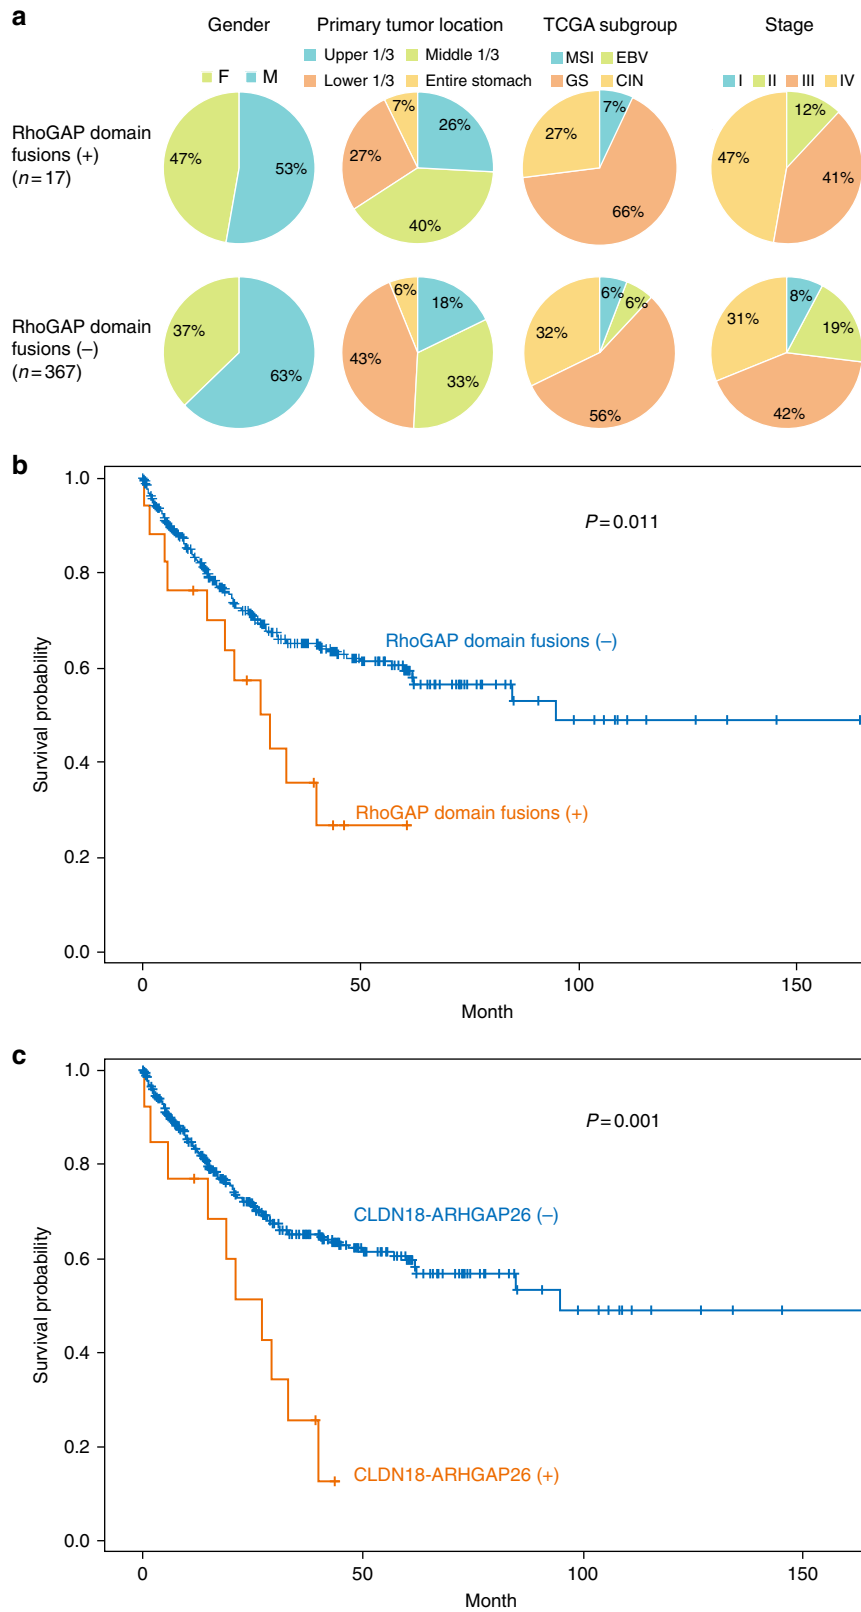 a
Gender
Primary tumor location
TCGA subgroup
Stage
F M
Upper 1/3 Middle 1/3
Lower 1/3 Entire stomach
MSI EBV
GS CIN
I II III IV
RhoGAP domain
fusions (+)
(n=17)
47% 53%
7% 26% 27% 40%
7% 27% 66%
12% 47% 41%
RhoGAP domain
fusions (–)
(n=367)
37% 63%
6% 18% 43% 33%
6% 6% 32% 56%
8% 19% 31% 42%
b
1.0
0.8
0.6
0.4
0.2
0.0
Survival probability
P=0.011
RhoGAP domain fusions (–)
RhoGAP domain fusions (+)
0 50 100 150
Month
c
1.0
0.8
0.6
0.4
0.2
0.0
Survival probability
P=0.001
CLDN18-ARHGAP26 (–)
CLDN18-ARHGAP26 (+)
0 50 100 150
Month